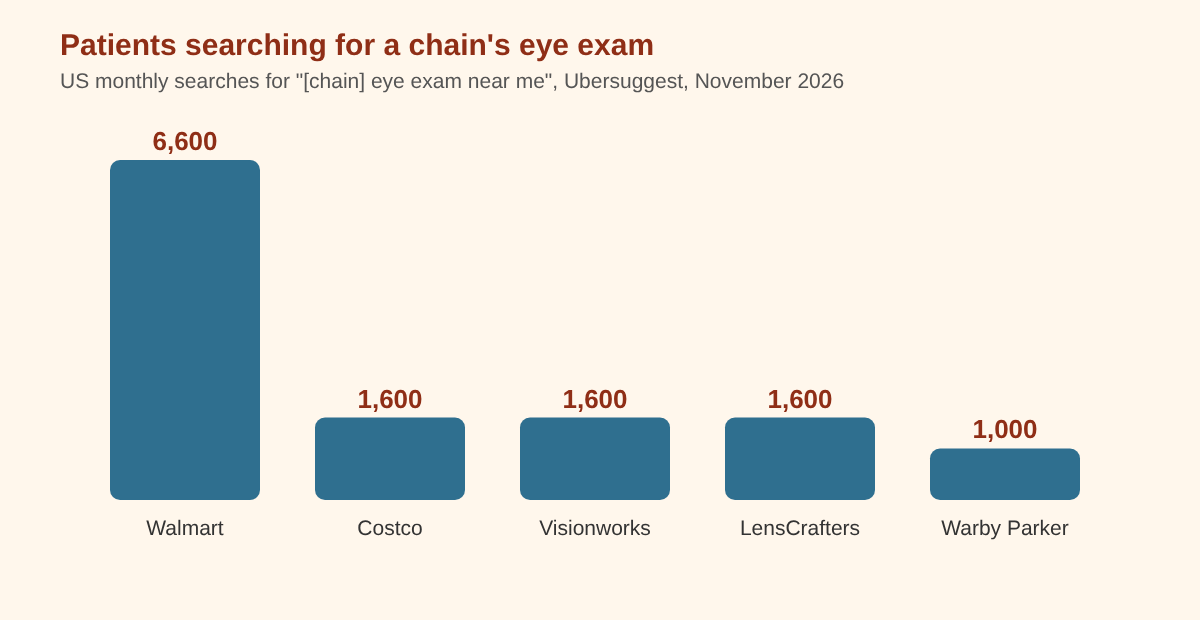 Patients searching for a chain's eye exam
US monthly searches for "[chain] eye exam near me", Ubersuggest, November 2026
6,600
1,600
1,600
1,600
1,000
Walmart
Costco
Visionworks
LensCrafters
Warby Parker